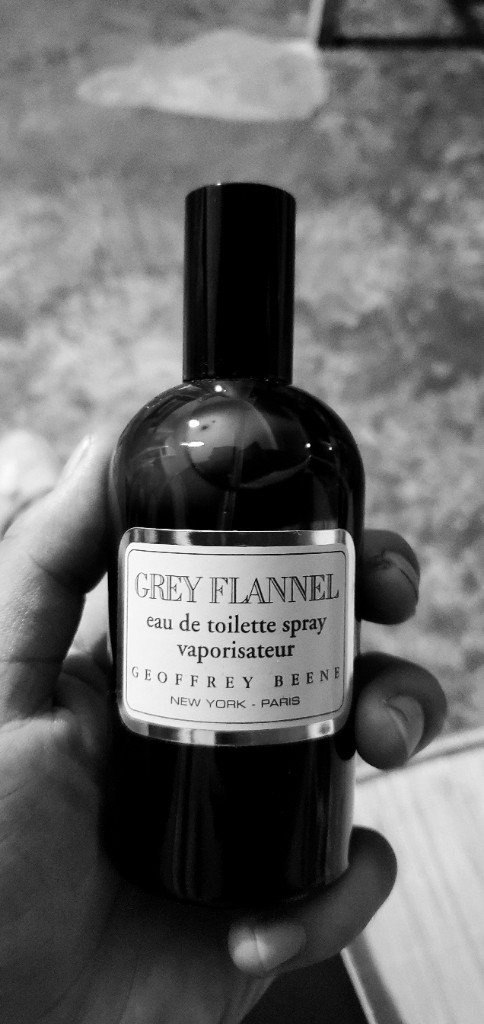 GREY FLANNEL
eau de toilette spray
vaporisateur
GEOFFREY BEENE
NEW YORK - PARIS